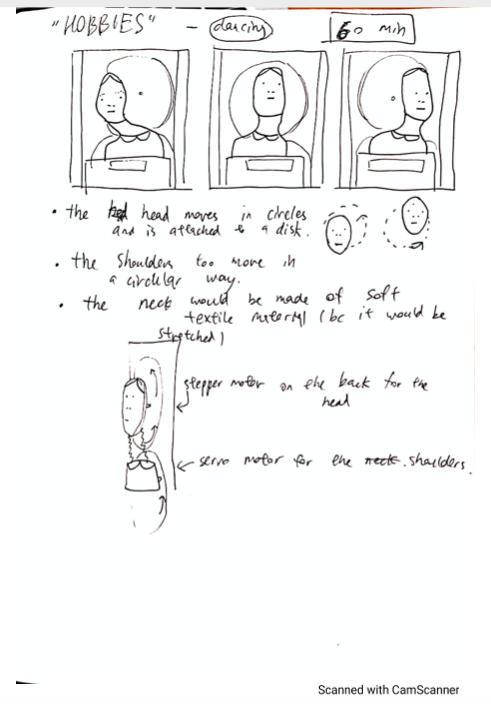 "HOBBIES" – dancing 60 min
• the head moves in circles
and is attached to a disk.
• the shoulders too move in
a circular way.
• the neck would be made of soft
textile material (bc it would be
stretched)
stepper motor on the back for the
head
servo motor for the neck. shoulders.
Scanned with CamScanner